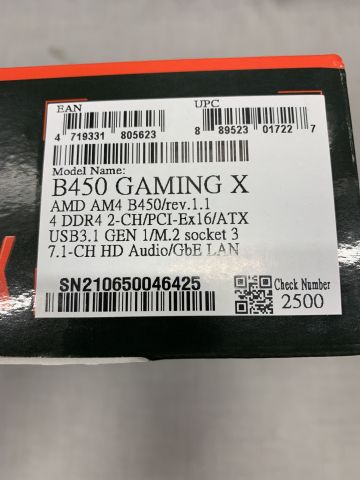 EAN UPC
4 719331 805623 8 89523 01722 7
Model Name:
B450 GAMING X
AMD AM4 B450/rev.1.1
4 DDR4 2-CH/PCI-Ex16/ATX
USB3.1 GEN 1/M.2 socket 3
7.1-CH HD Audio/GbE LAN
SN210650046425
Check Number
2500